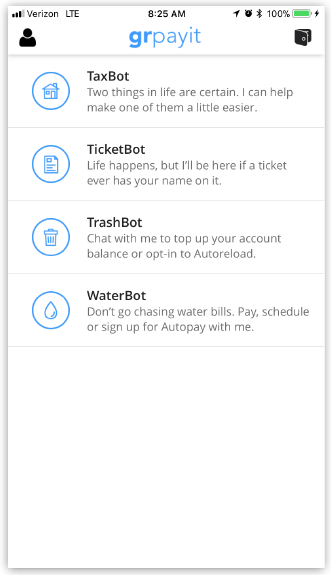 Verizon LTE 8:25 AM 100%
grpayit
TaxBot
Two things in life are certain. I can help
make one of them a little easier.
TicketBot
Life happens, but I'll be here if a ticket
ever has your name on it.
TrashBot
Chat with me to top up your account
balance or opt-in to Autoreload.
WaterBot
Don't go chasing water bills. Pay, schedule
or sign up for Autopay with me.